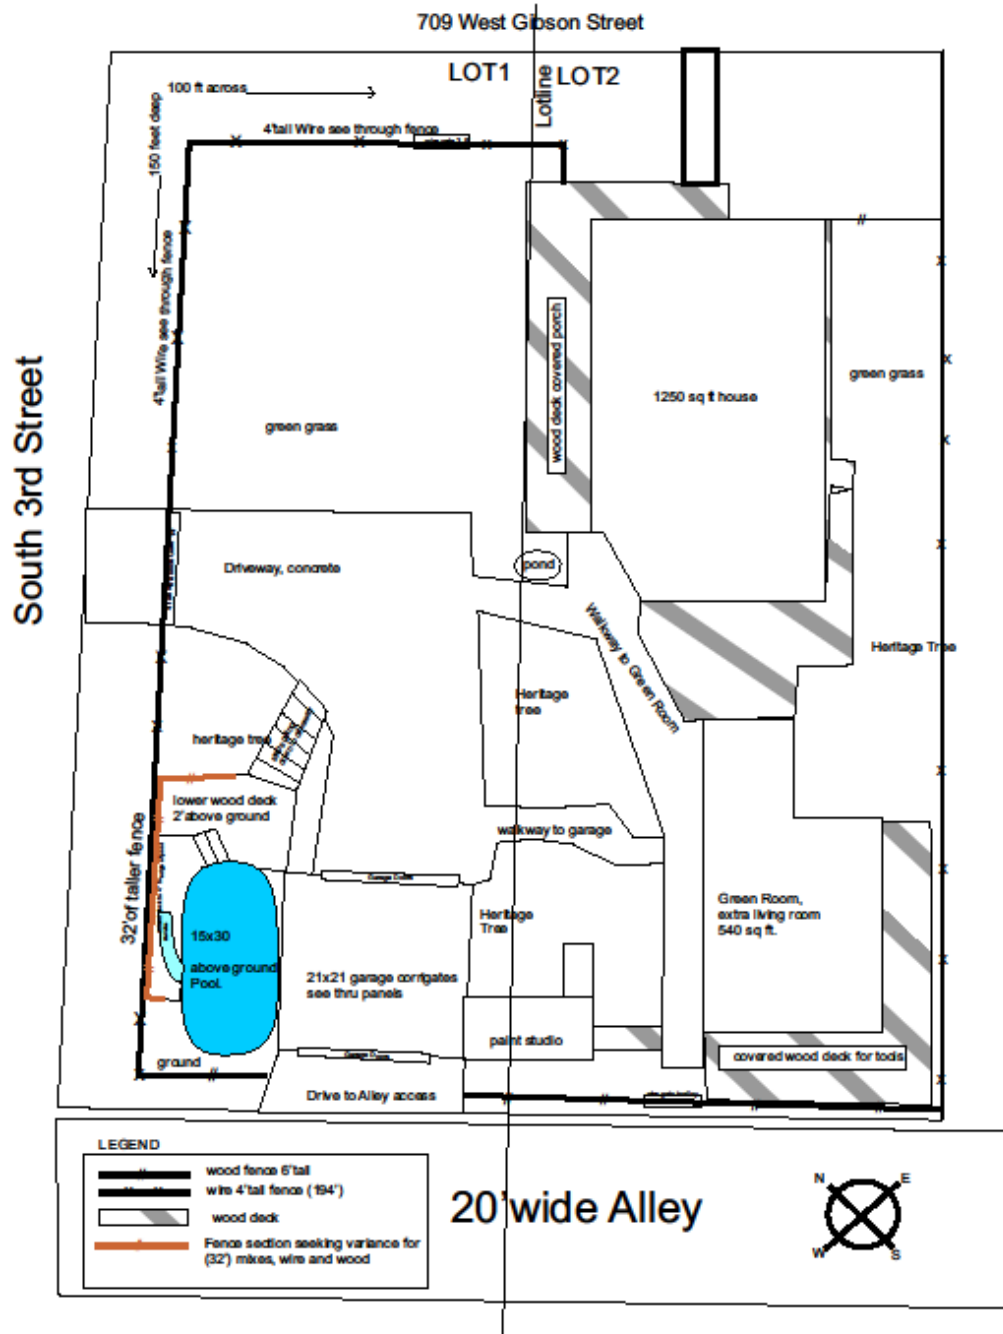 709 West Gibson Street
LOT1
LOT2
Lotline
100 ft across
150 feet deep
4'tall Wire see through fence
4'tall Wire see through fence
South 3rd Street
green grass
wood deck covered porch
1250 sq ft house
green grass
Driveway, concrete
pond
Walkway to Green Room
Heritage Tree
Heritage
tree
heritage tree
lower wood deck
2'above ground
walkway to garage
32'of taller fence
Garage Doors
15x30
above ground
Pool.
Heritage
Tree
Green Room,
extra living room
540 sq ft.
21x21 garage corrigates
see thru panels
paint studio
covered wood deck for tools
ground
Garage Doors
Drive to Alley access
LEGEND
wood fence 6'tall
wire 4'tall fence (194')
wood deck
Fence section seeking variance for
(32') mixes, wire and wood
20'wide Alley
N
E
W
S